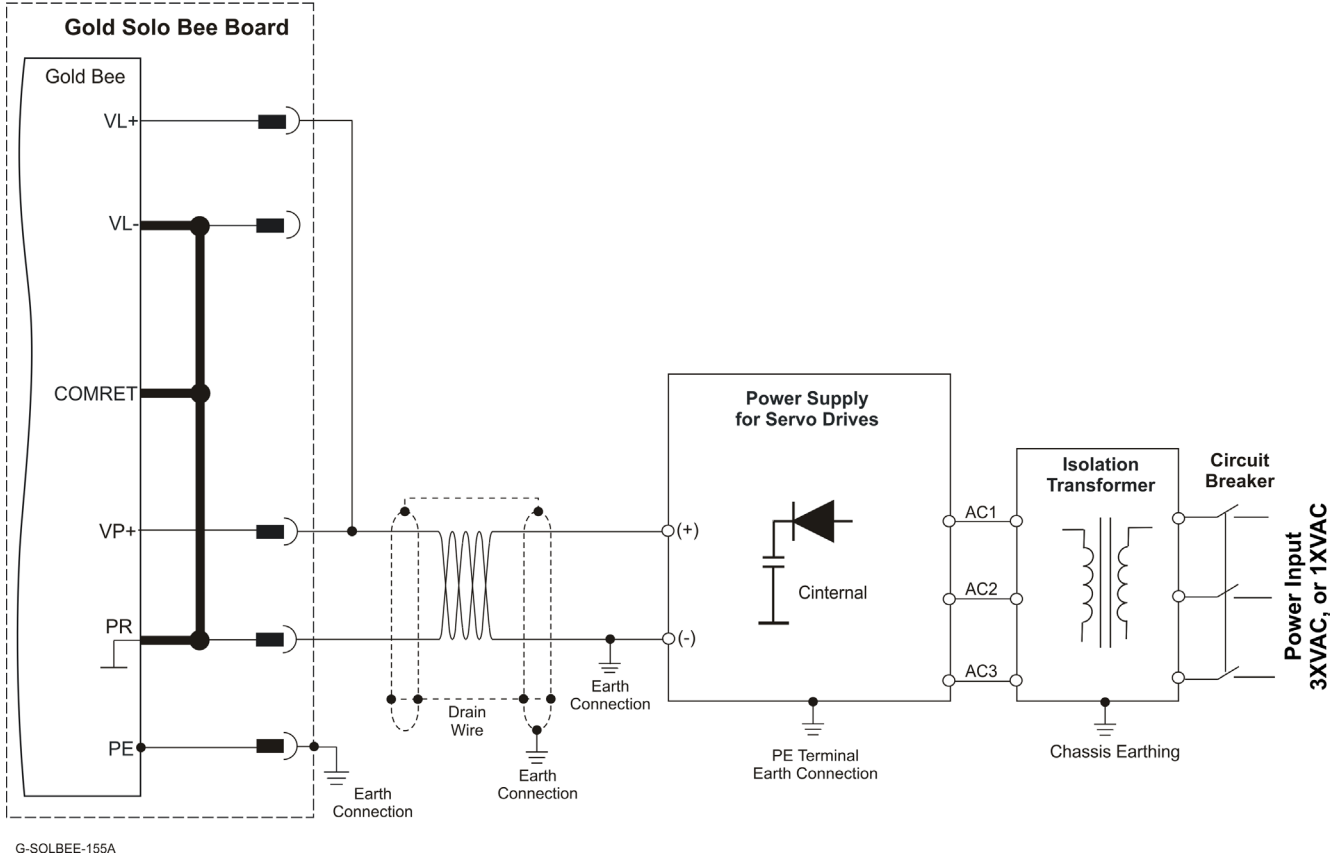 Gold Solo Bee Board
Gold Bee
VL+
VL-
COMRET
VP+
PR
PE
Earth
Connection
Drain
Wire
Earth
Connection
Earth
Connection
(+)
(-)
Power Supply
for Servo Drives
Cinternal
PE Terminal
Earth Connection
AC1
AC2
AC3
Isolation
Transformer
Chassis Earthing
Circuit
Breaker
Power Input
3XVAC, or 1XVAC
G-SOLBEE-155A